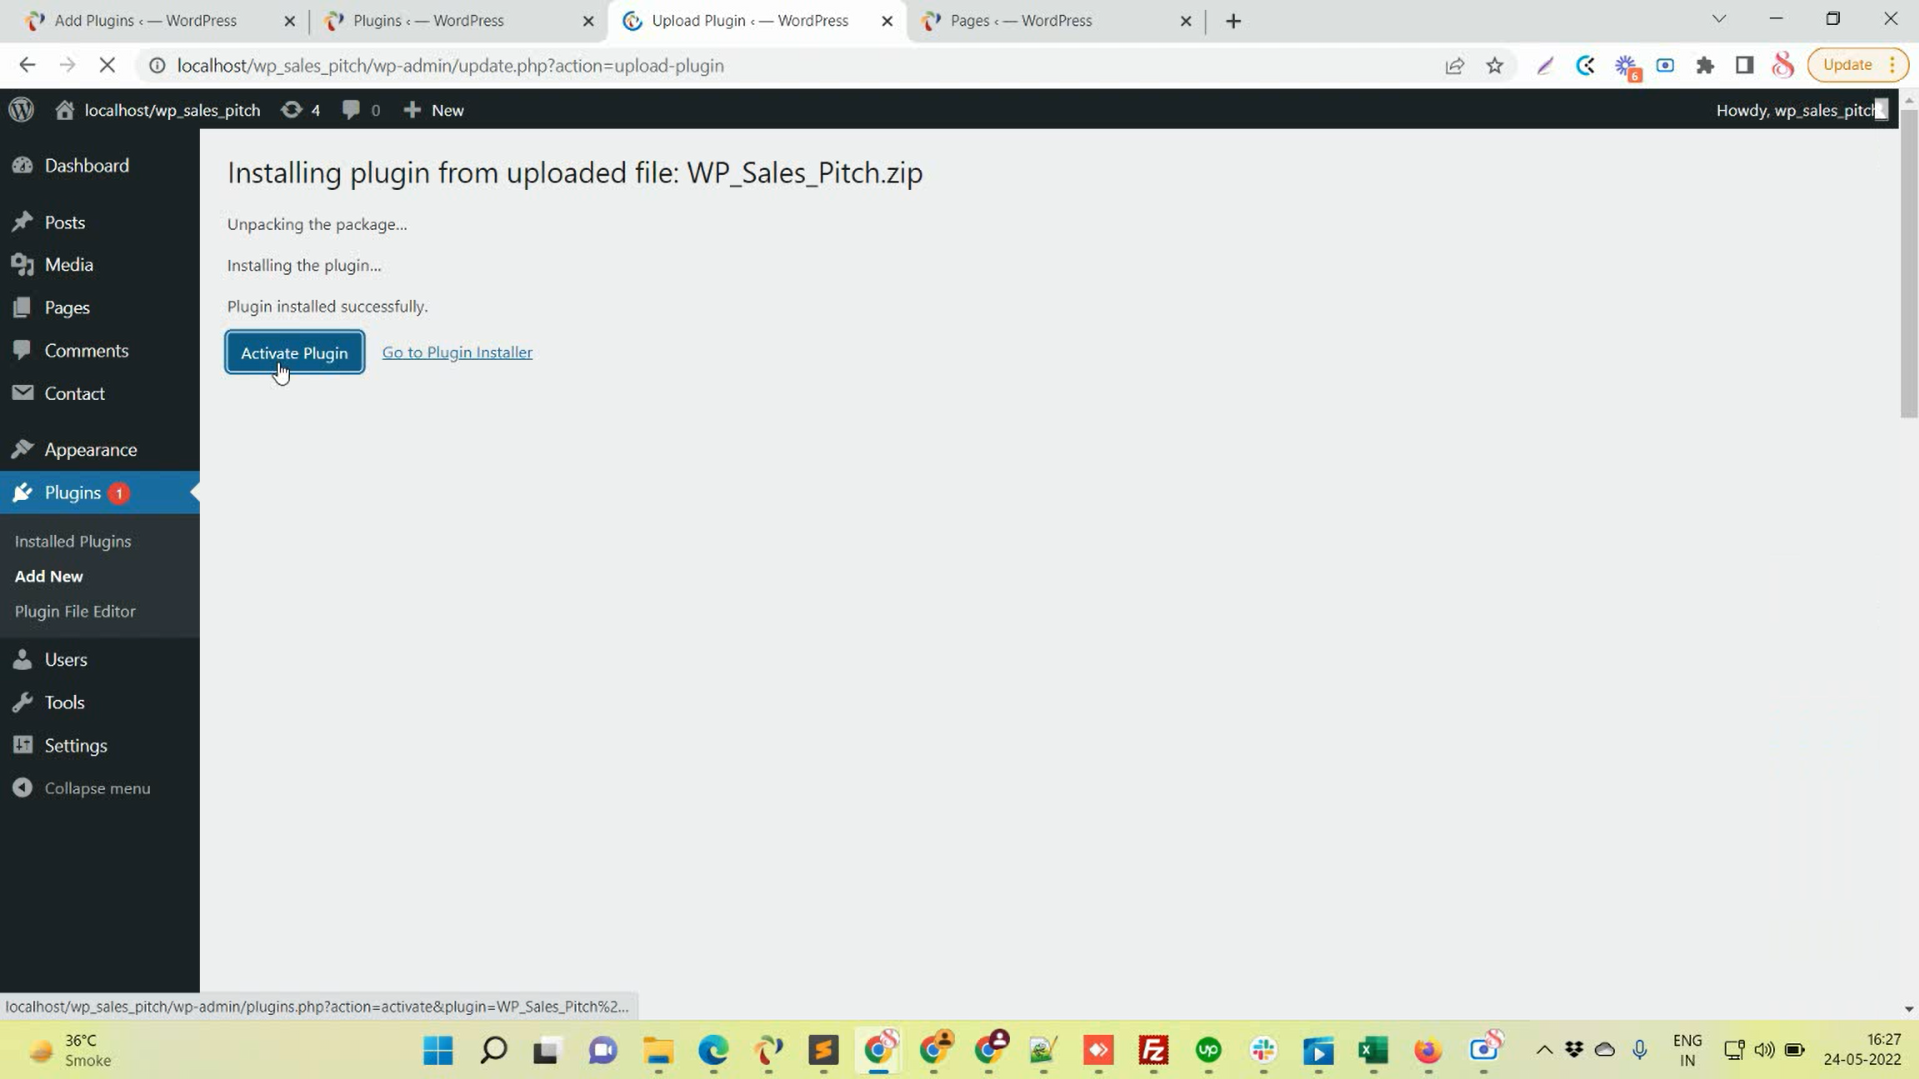 Add Plugins ‹ — WordPress
Plugins ‹ — WordPress
Upload Plugin ‹ — WordPress
Pages ‹ — WordPress
localhost/wp_sales_pitch/wp-admin/update.php?action=upload-plugin
6
Update
localhost/wp_sales_pitch
4
0
New
Howdy, wp_sales_pitch
Dashboard
Posts
Media
Pages
Comments
Contact
Appearance
Plugins 1
Installed Plugins
Add New
Plugin File Editor
Users
Tools
Settings
Collapse menu
Installing plugin from uploaded file: WP_Sales_Pitch.zip
Unpacking the package...
Installing the plugin...
Plugin installed successfully.
Activate Plugin
Go to Plugin Installer
localhost/wp_sales_pitch/wp-admin/plugins.php?action=activate&plugin=WP_Sales_Pitch%2...
36°C
Smoke
up
Fz
ENG
IN
16:27
24-05-2022